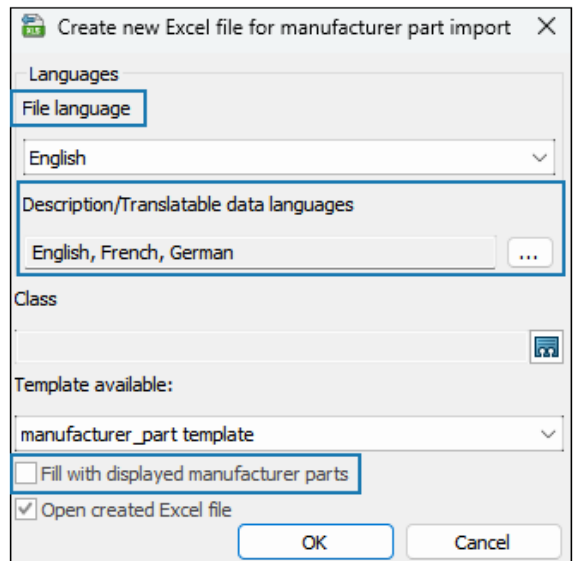 XLS
Create new Excel file for manufacturer part import
Languages
File language
English
Description/Translatable data languages
English, French, German
...
Class
Template available:
manufacturer_part template
Fill with displayed manufacturer parts
Open created Excel file
OK Cancel